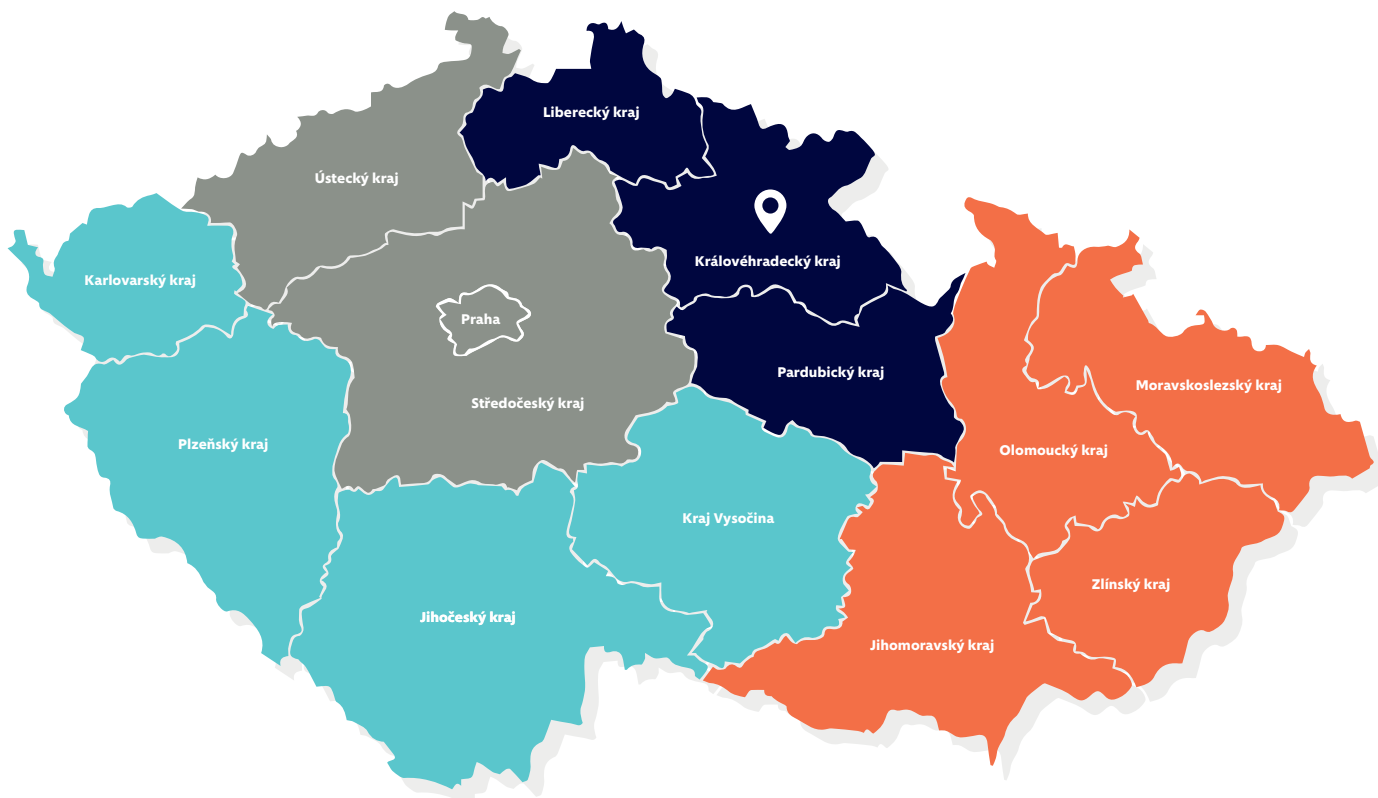 Liberecký kraj
Ústecký kraj
Královéhradecký kraj
Karlovarský kraj
Praha
Pardubický kraj
Moravskoslezský kraj
Středočeský kraj
Plzeňský kraj
Olomoucký kraj
Kraj Vysočina
Zlínský kraj
Jihočeský kraj
Jihomoravský kraj